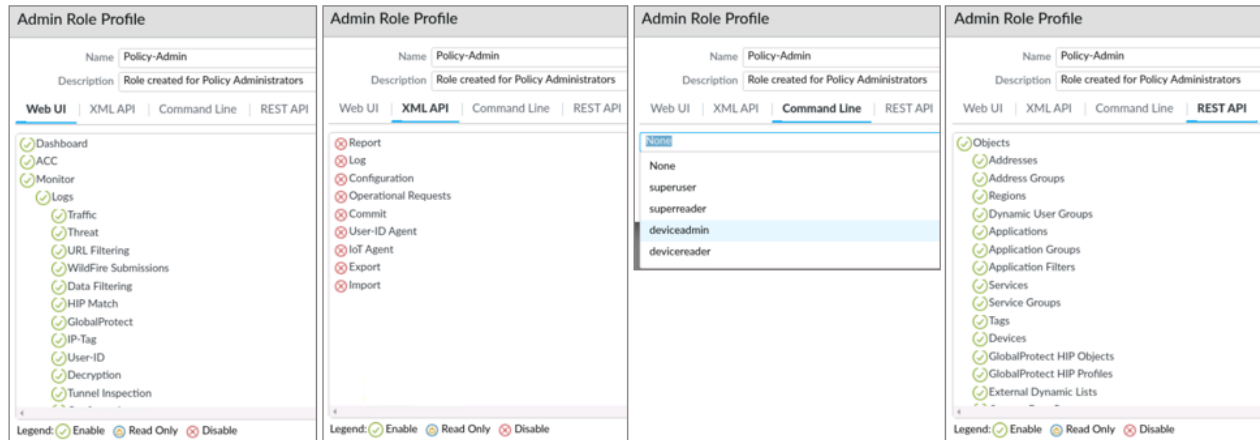 Admin Role Profile
Name Policy-Admin
Description Role created for Policy Administrators
Web UI XML API Command Line REST API
Dashboard
ACC
Monitor
Logs
Traffic
Threat
URL Filtering
WildFire Submissions
Data Filtering
HIP Match
GlobalProtect
IP-Tag
User-ID
Decryption
Tunnel Inspection
Legend: Enable Read Only Disable
Admin Role Profile
Name Policy-Admin
Description Role created for Policy Administrators
Web UI XML API Command Line REST API
Report
Log
Configuration
Operational Requests
Commit
User-ID Agent
IoT Agent
Export
Import
Legend: Enable Read Only Disable
Admin Role Profile
Name Policy-Admin
Description Role created for Policy Administrators
Web UI XML API Command Line REST API
None
None
superuser
superreader
deviceadmin
devicereader
Admin Role Profile
Name Policy-Admin
Description Role created for Policy Administrators
Web UI XML API Command Line REST API
Objects
Addresses
Address Groups
Regions
Dynamic User Groups
Applications
Application Groups
Application Filters
Services
Service Groups
Tags
Devices
GlobalProtect HIP Objects
GlobalProtect HIP Profiles
External Dynamic Lists
Legend: Enable Read Only Disable